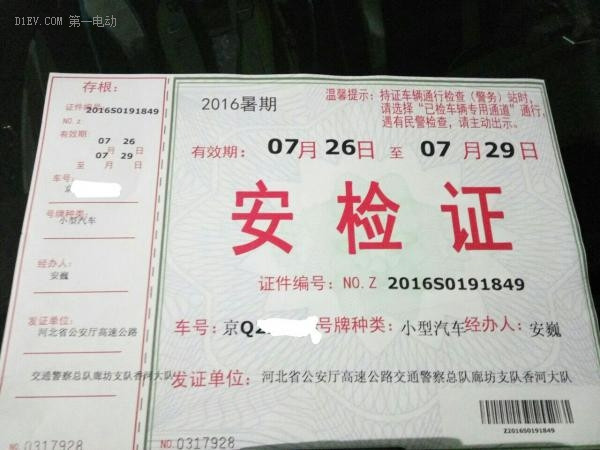 D1EV.COM 第一电动
存根:
证件编号:
2016S0191849
NO.Z
有效期:
07 26
月 日
至
07 29
月 日
车号:
京
号牌种类:
小型汽车
经办人:
安巍
发证单位:
河北省公安厅高速公路
交通警察总队廊坊支队香河大队
NO.0317928
2016暑期
温馨提示: 持证车辆通行检查(警务)站时,
请选择“已检车辆专用通道”通行,
遇有民警检查,请主动出示。
有效期: 07月 26日 至 07 月29日
安检证
证件编号: NO.Z 2016S0191849
车号: 京Q2 号牌种类: 小型汽车 经办人: 安巍
发证单位: 河北省公安厅高速公路交通警察总队廊坊支队香河大队
Z2016S0191849
NO.0317928